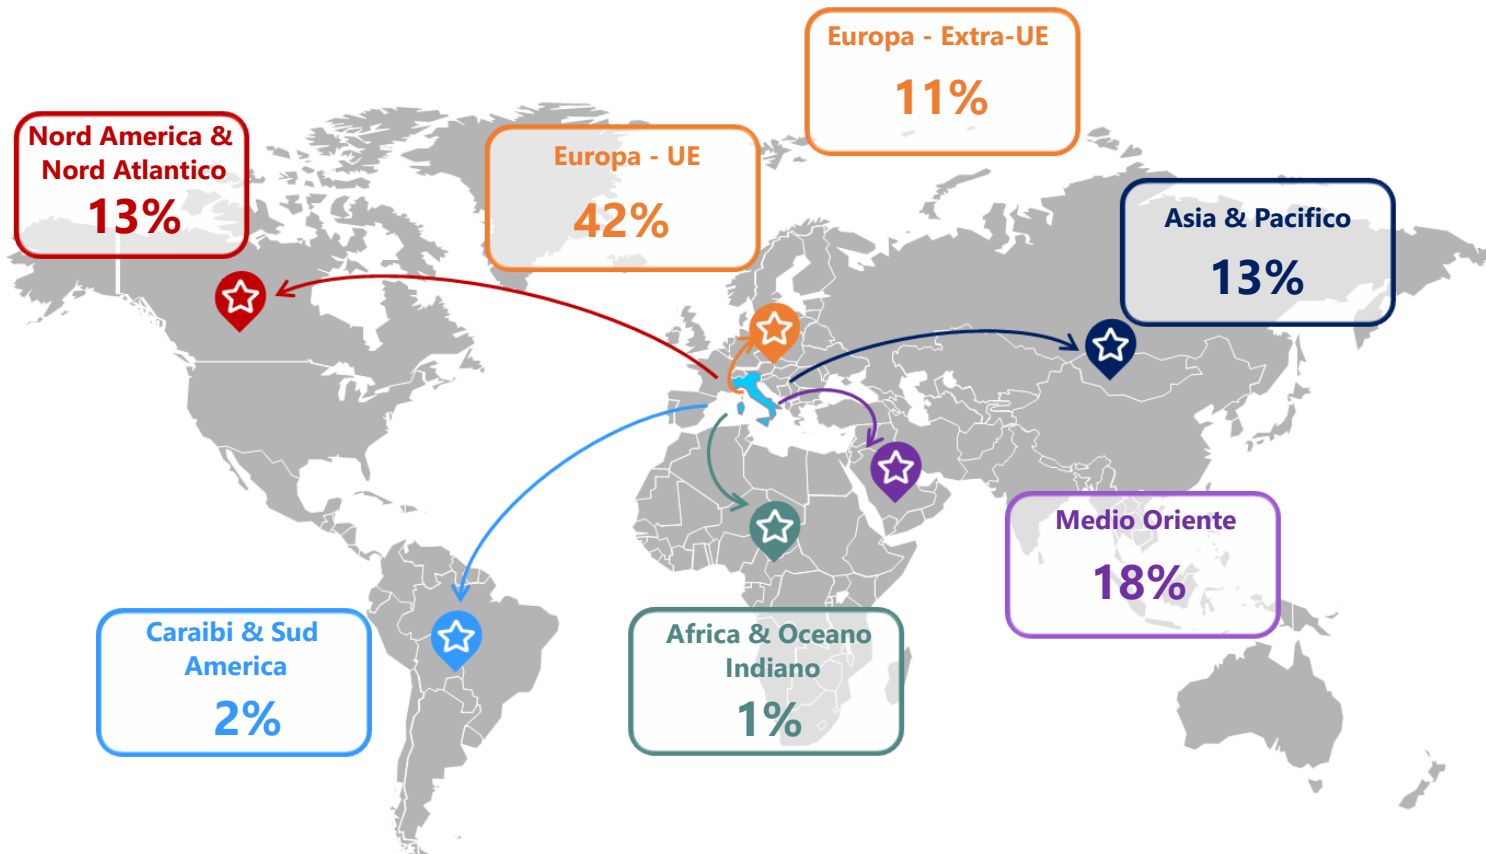 Europa - Extra-UE
11%
Nord America &
Nord Atlantico
13%
Europa - UE
42%
Asia & Pacifico
13%
Medio Oriente
18%
Caraibi & Sud
America
2%
Africa & Oceano
Indiano
1%